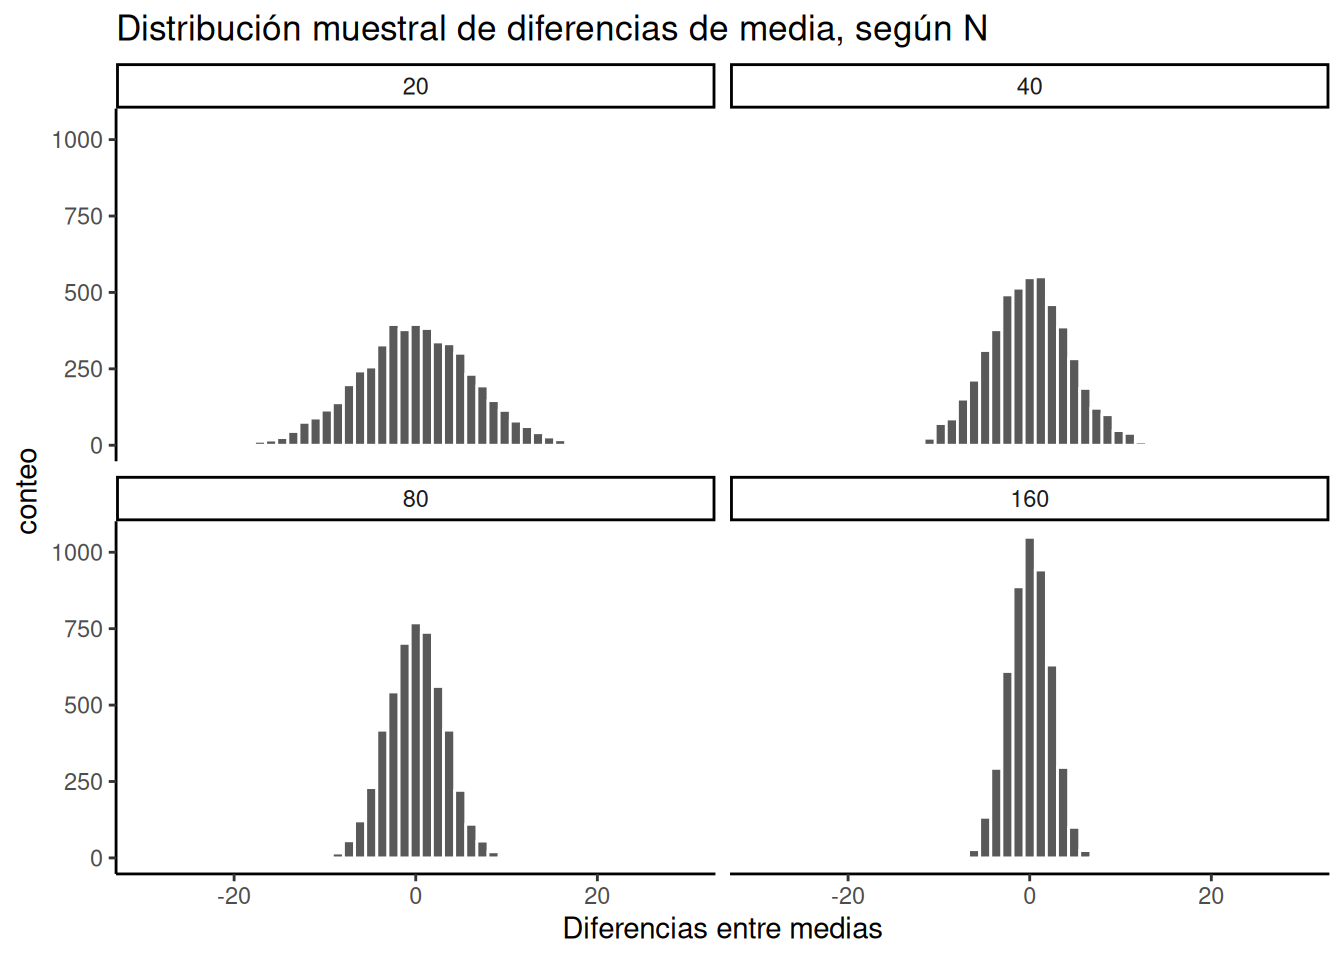 Distribución muestral de diferencias de media, según N
20
40
1000
750
500
250
0
conteo
80
160
1000
750
500
250
0
-20 0 20
-20 0 20
Diferencias entre medias